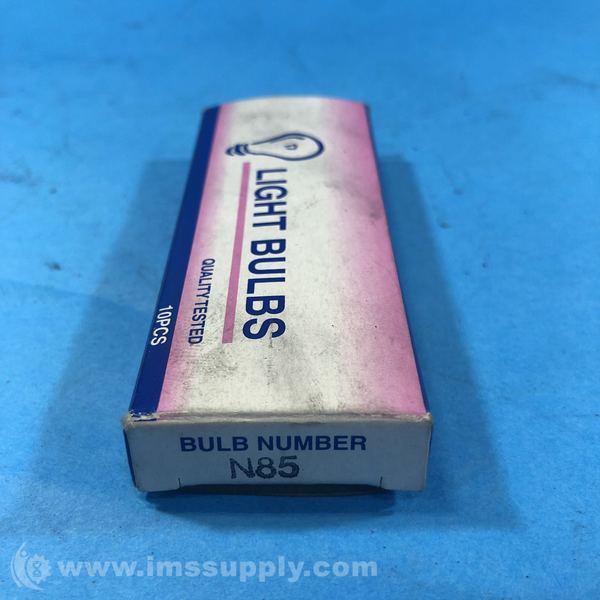 LIGHT BULBS
QUALITY TESTED
10PCS
BULB NUMBER
N85
www.imssupply.com